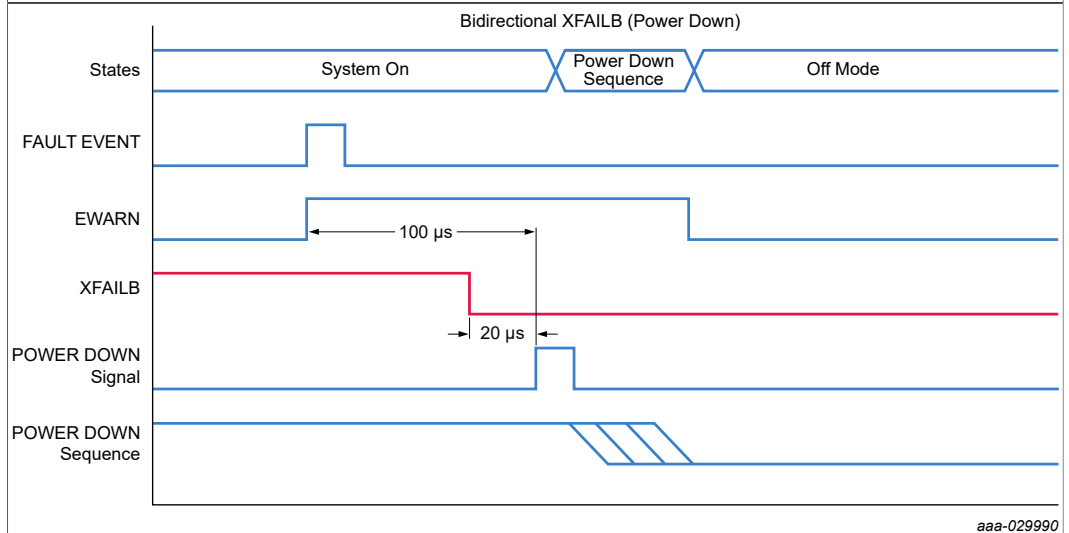 Bidirectional XFAILB (Power Down)
States
System On
Power Down
Sequence
Off Mode
FAULT EVENT
EWARN
100 µs
XFAILB
20 µs
POWER DOWN
Signal
POWER DOWN
Sequence
aaa-029990